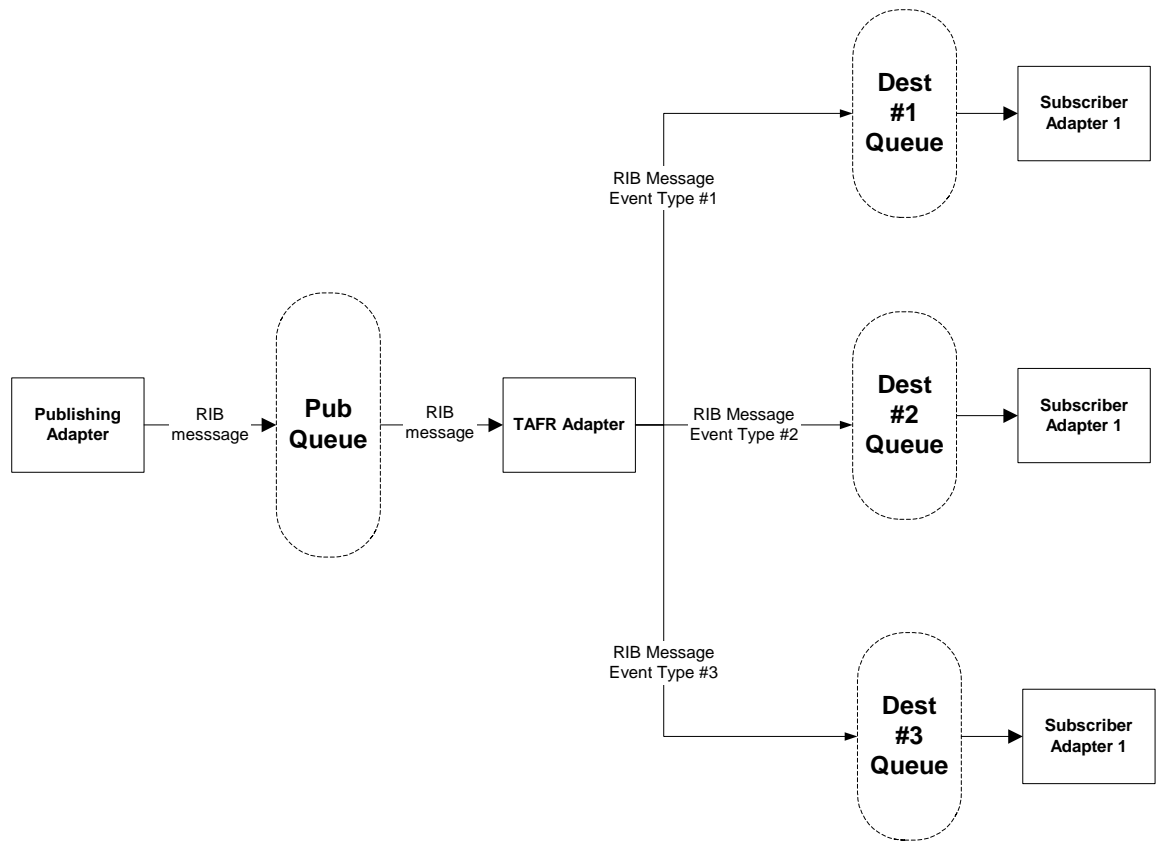 Dest
#1
Queue
Subscriber
Adapter 1
RIB Message
Event Type #1
Publishing
Adapter
RIB
messsage
Pub
Queue
RIB
message
TAFR Adapter
RIB Message
Event Type #2
Dest
#2
Queue
Subscriber
Adapter 1
RIB Message
Event Type #3
Dest
#3
Queue
Subscriber
Adapter 1